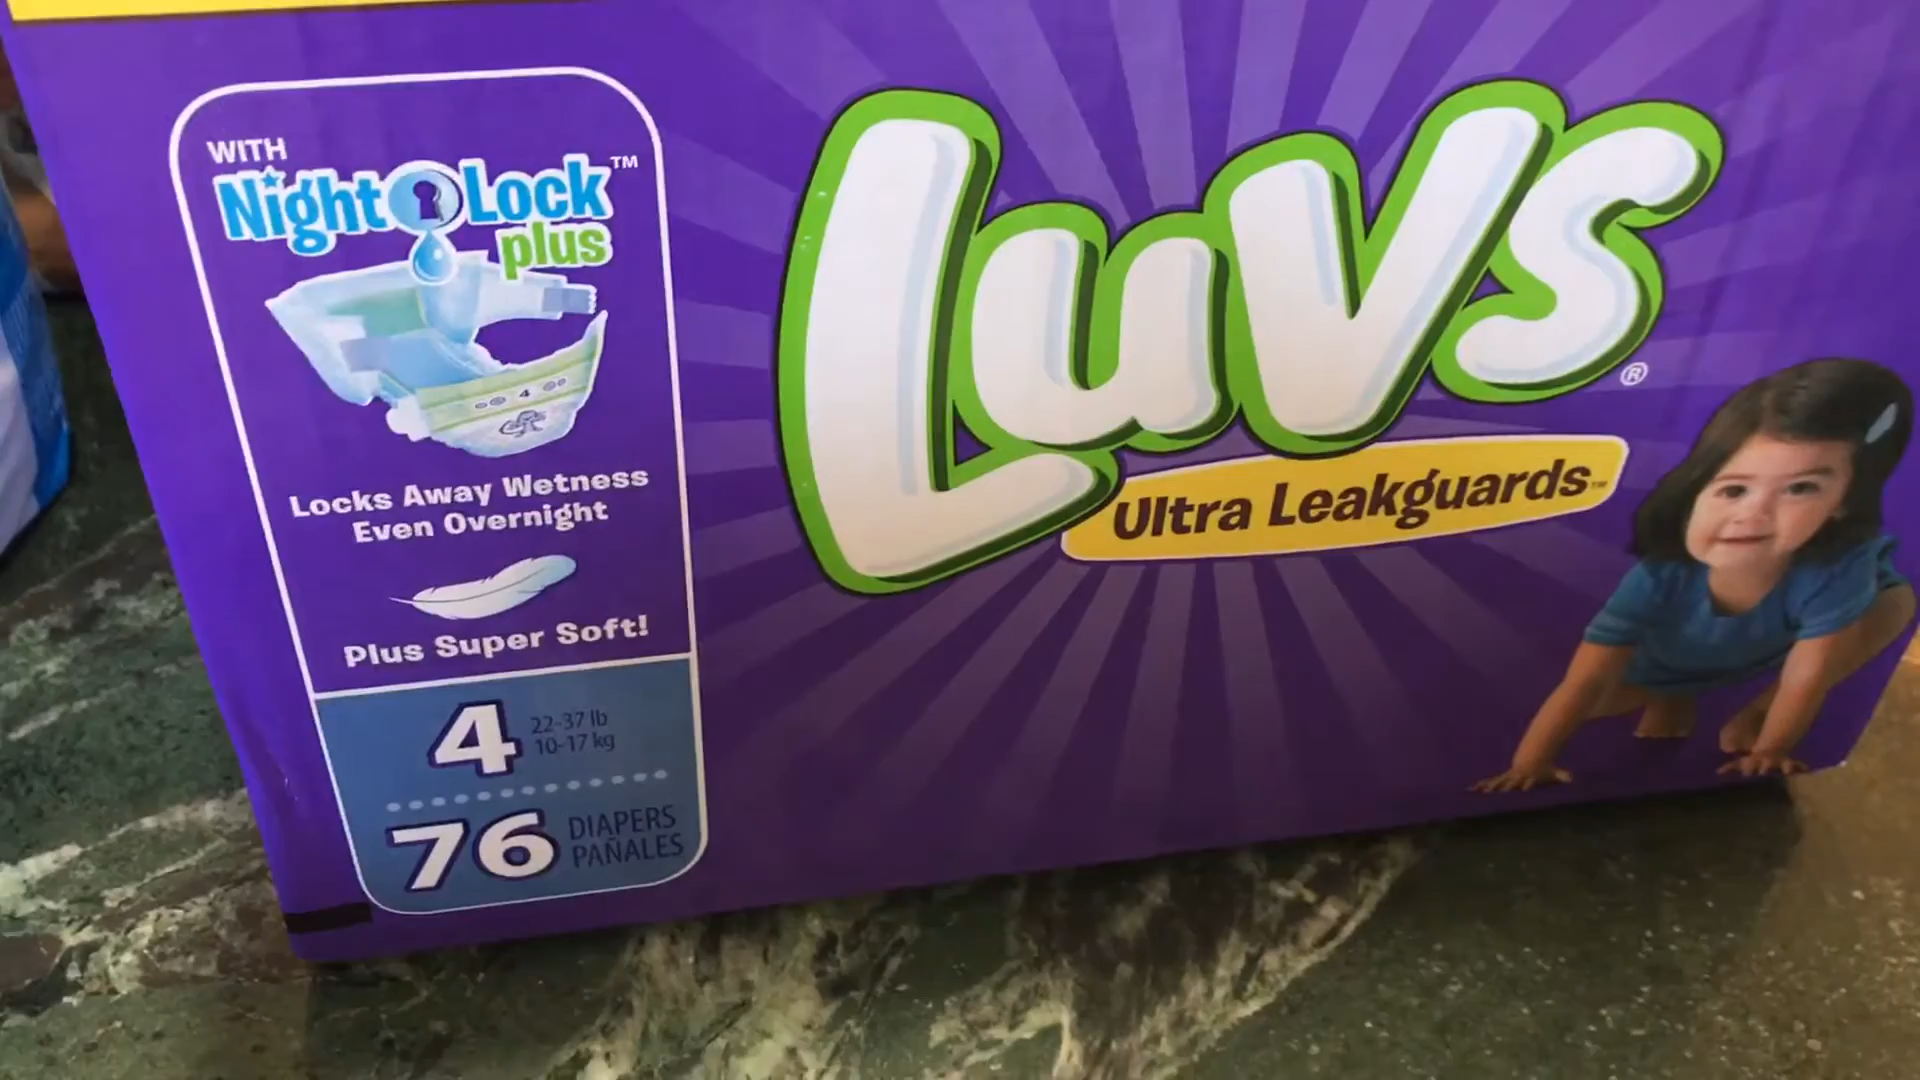 WITH
Night Lock™
plus
4
Locks Away Wetness
Even Overnight
Plus Super Soft!
4 22-37 lb
10-17 kg
76 DIAPERS
PAÑALES
Luvs®
Ultra Leakguards™